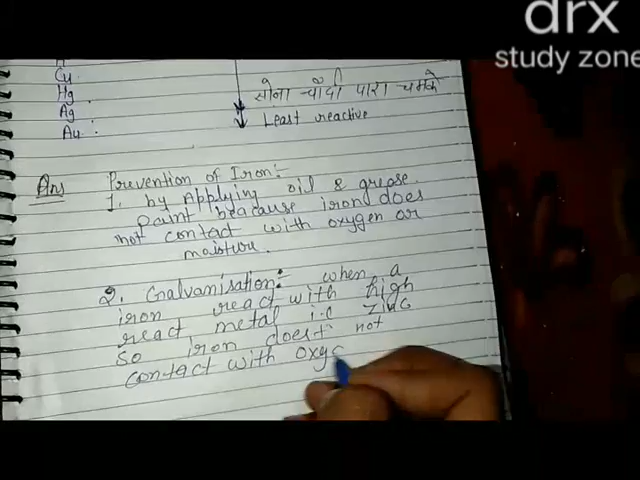 drx
study zone
Cu
Hg
Ag
Au
सोना चाँदी पारा चमके
Least reactive
Ans
Prevention of Iron:-
1. by Applying oil & grease
paint beacause iron does
not contact with oxygen or
moisture.
2. Galvanisation:- when a
iron react with high
react metal i.e zinc
so iron does't not
contact with oxyg